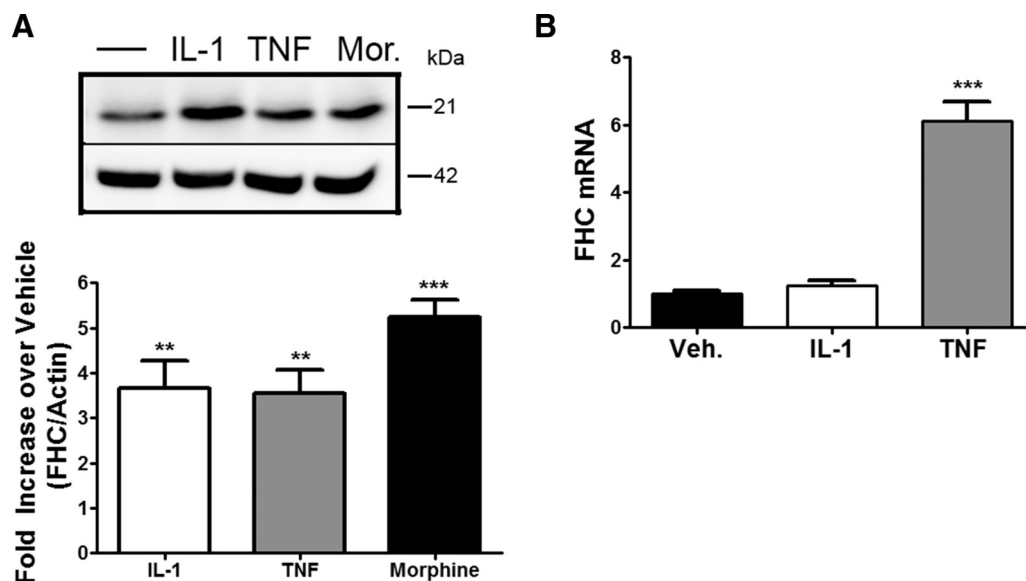 A
— IL-1 TNF Mor. kDa
21
42
Fold Increase over Vehicle
(FHC/Actin)
6
5
4
3
2
1
0
**
**
***
IL-1 TNF Morphine
B
FHC mRNA
8
6
4
2
0
***
Veh. IL-1 TNF